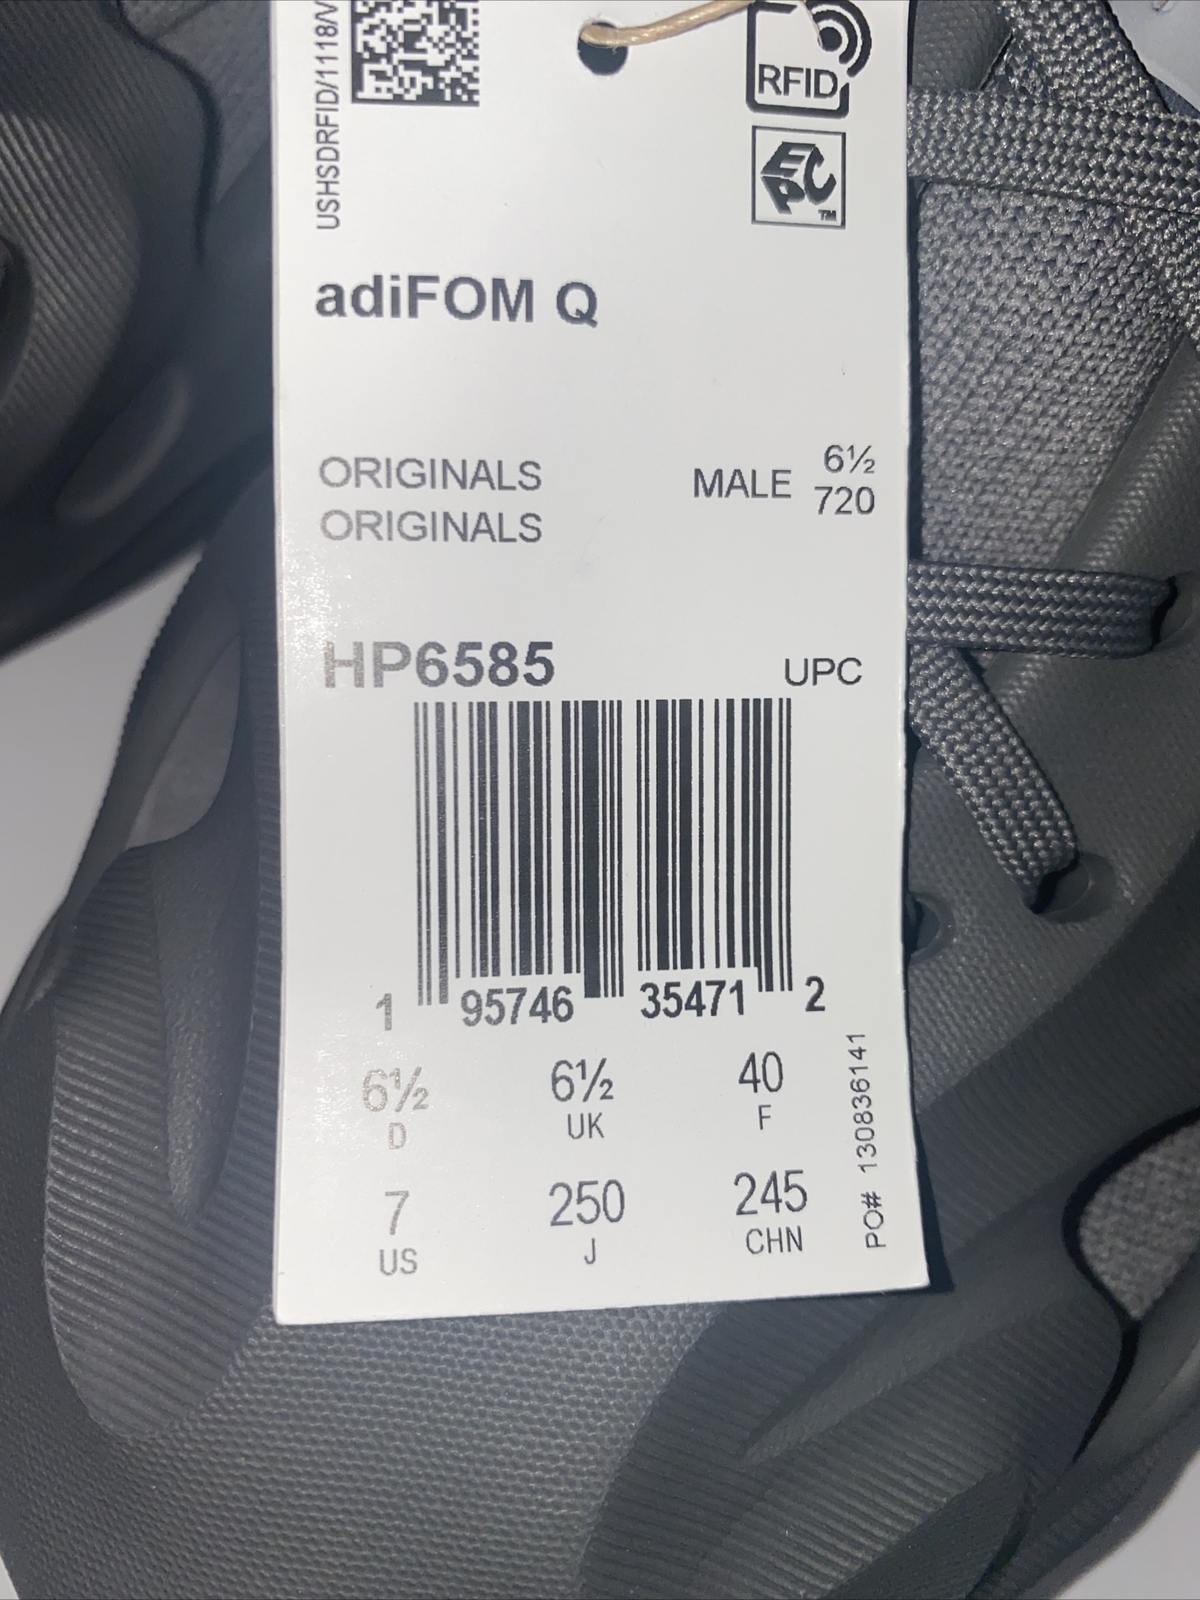 USHSDRFID/1118/V
RFID
EPC™
adiFOM Q
ORIGINALS
ORIGINALS
MALE 6½
720
HP6585
UPC
1 95746 35471 2
6½ 6½ 40
D UK F
7 250 245
US J CHN
PO# 130836141